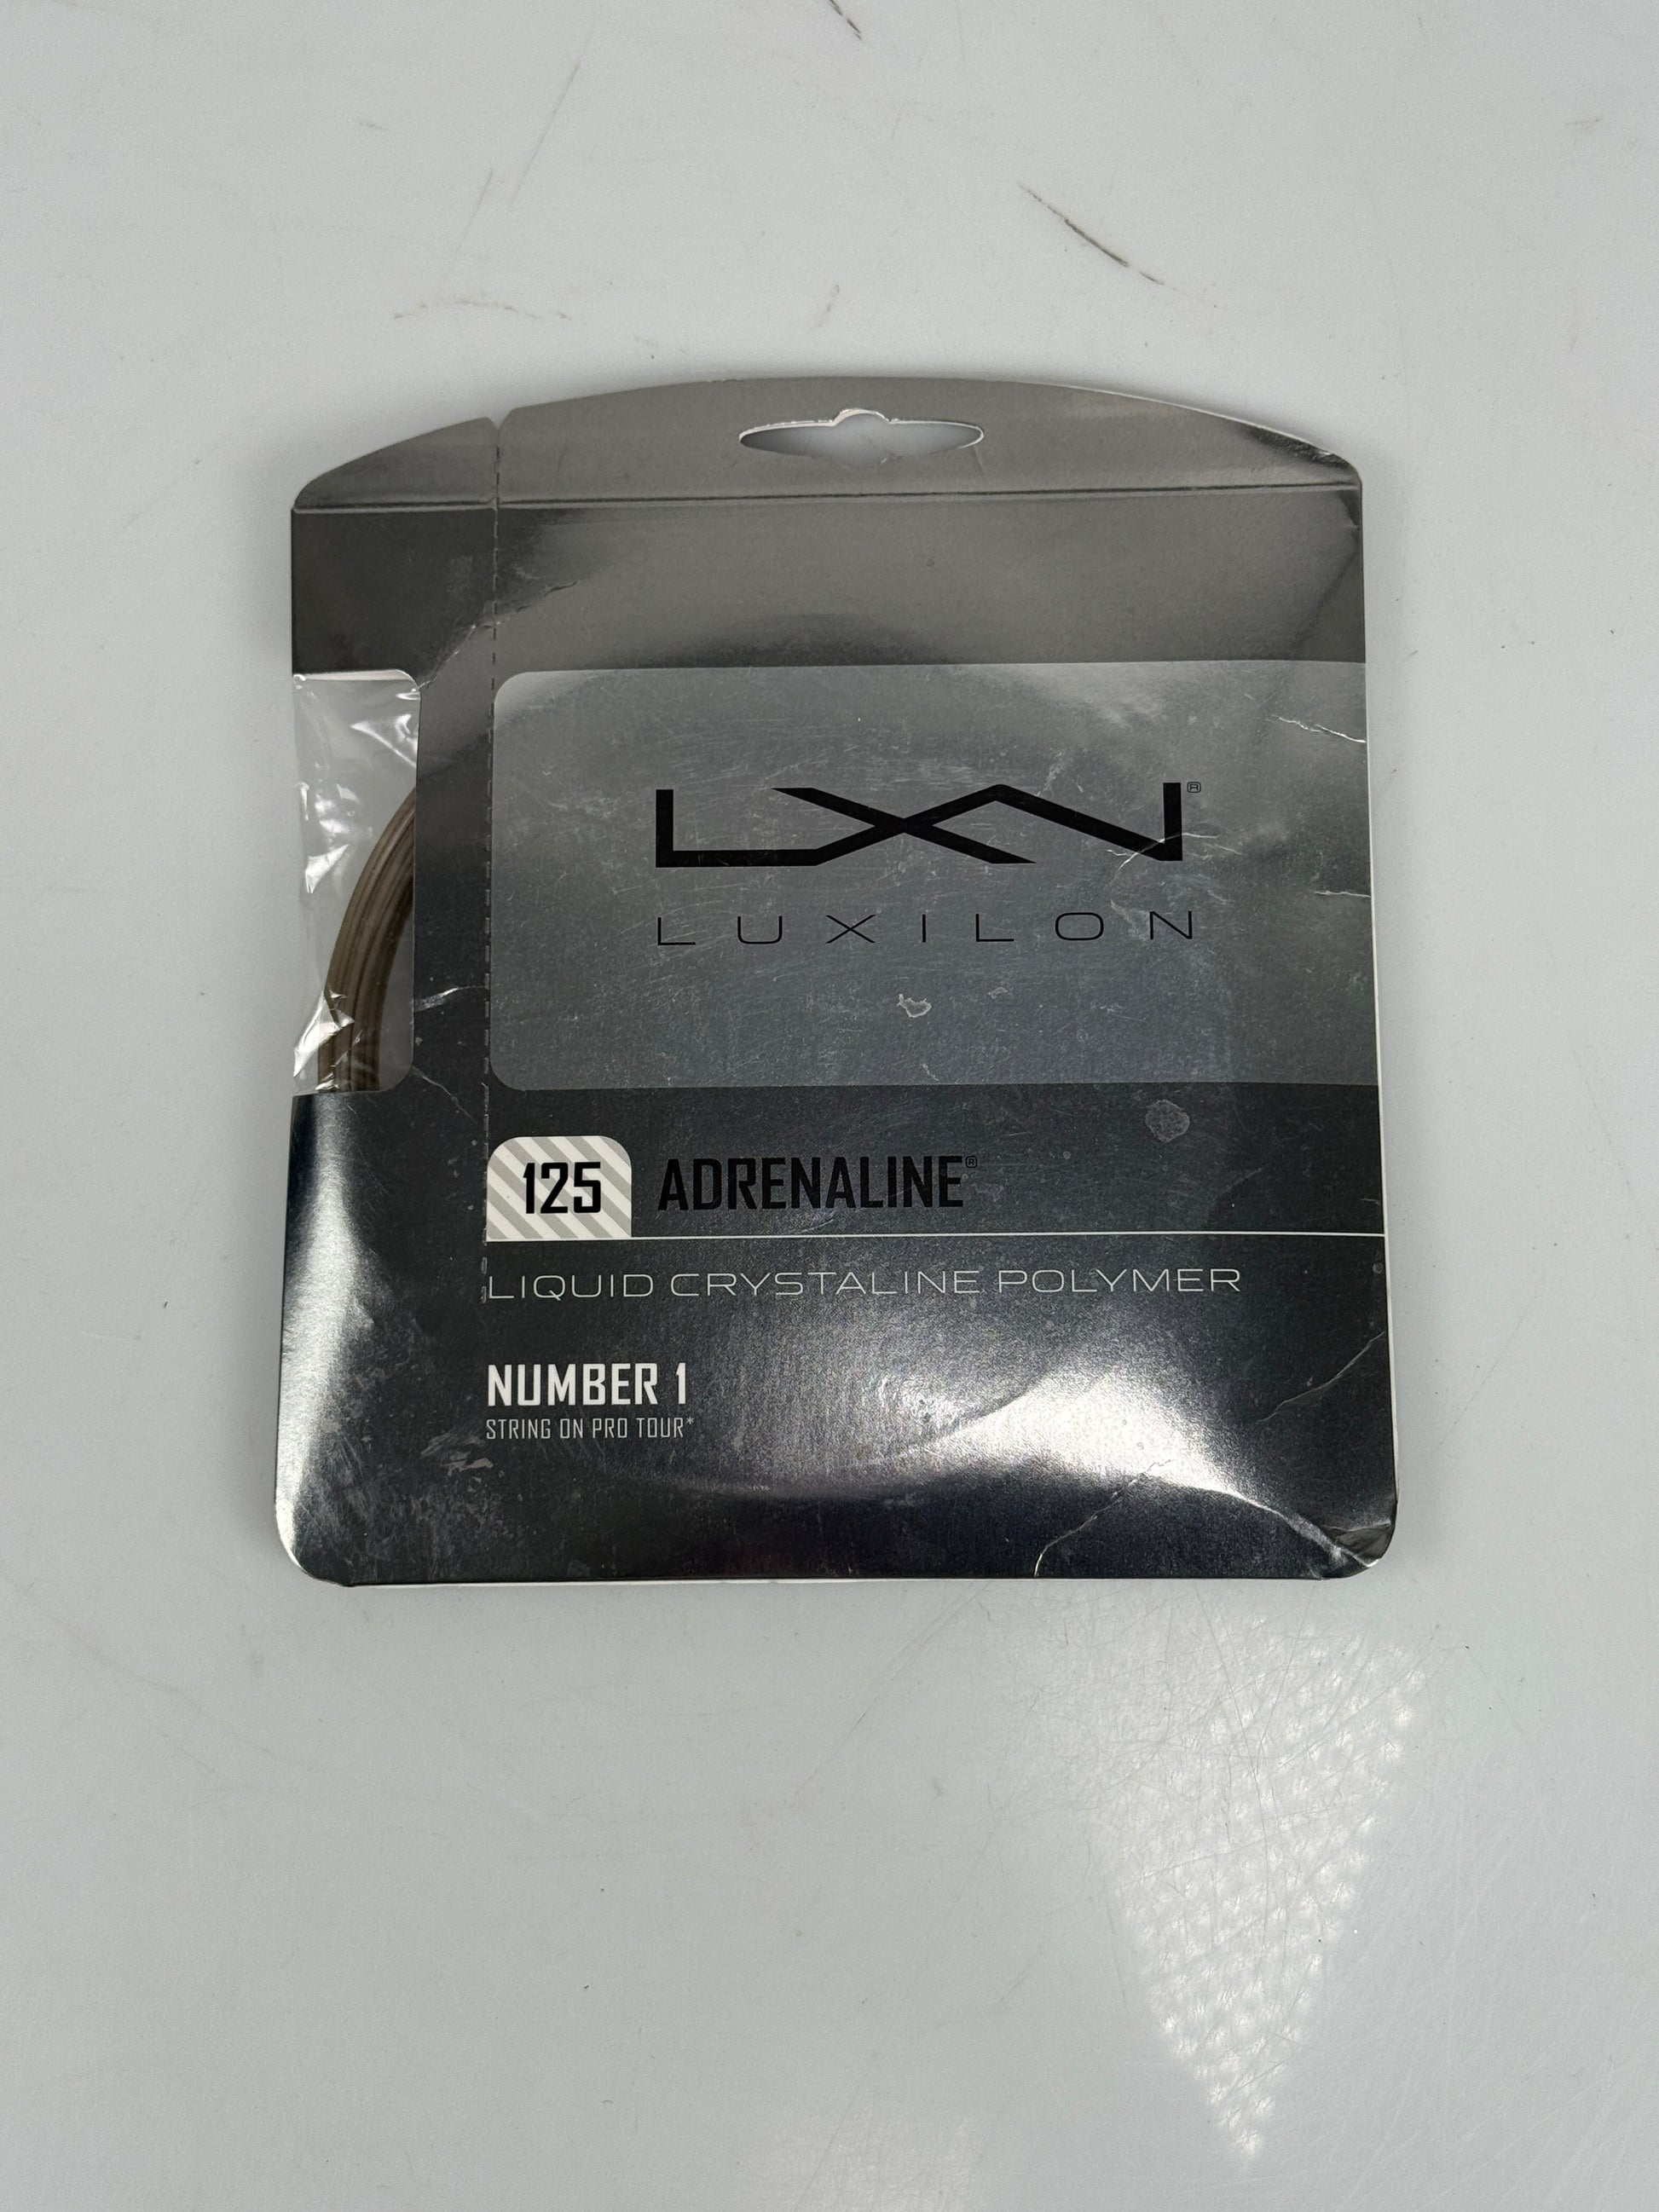 LXN®
LUXILON
125 ADRENALINE®
LIQUID CRYSTALINE POLYMER
NUMBER 1
STRING ON PRO TOUR*